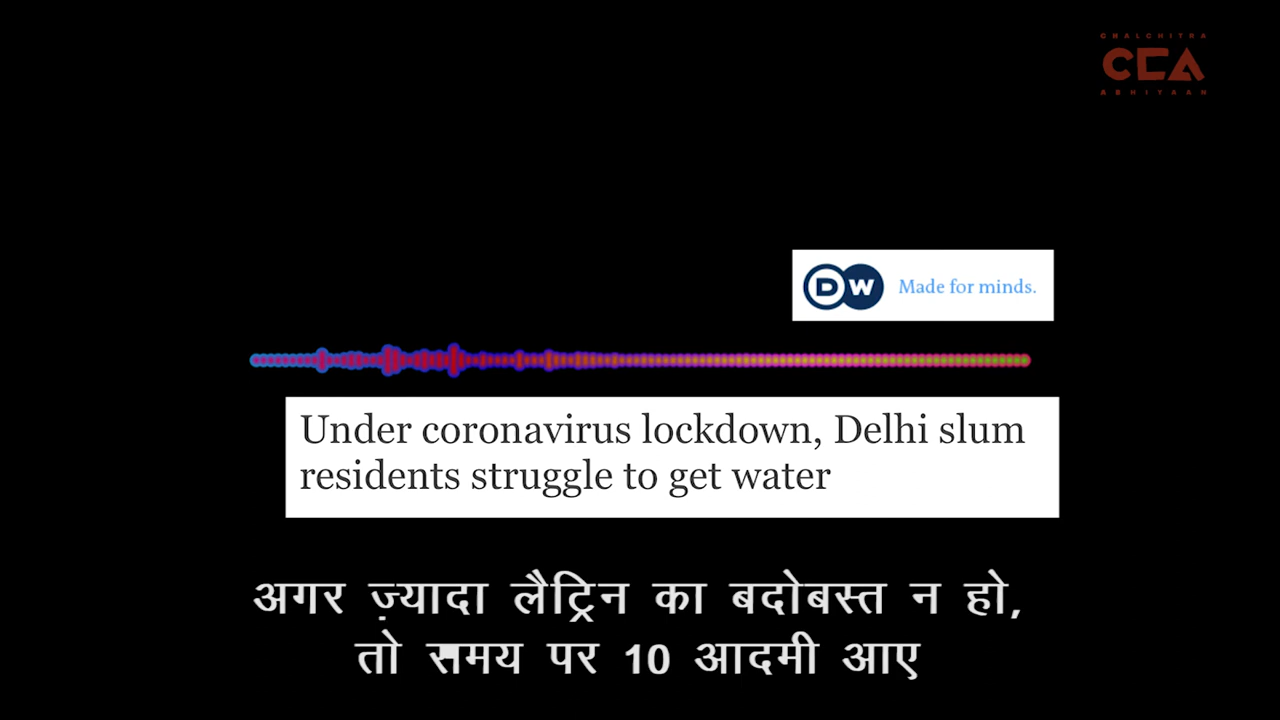 CHALCHITRA
CCA
ABHIYAAN
DW Made for minds.
Under coronavirus lockdown, Delhi slum
residents struggle to get water
अगर ज़्यादा लैट्रिन का बदोबस्त न हो,
तो समय पर 10 आदमी आए